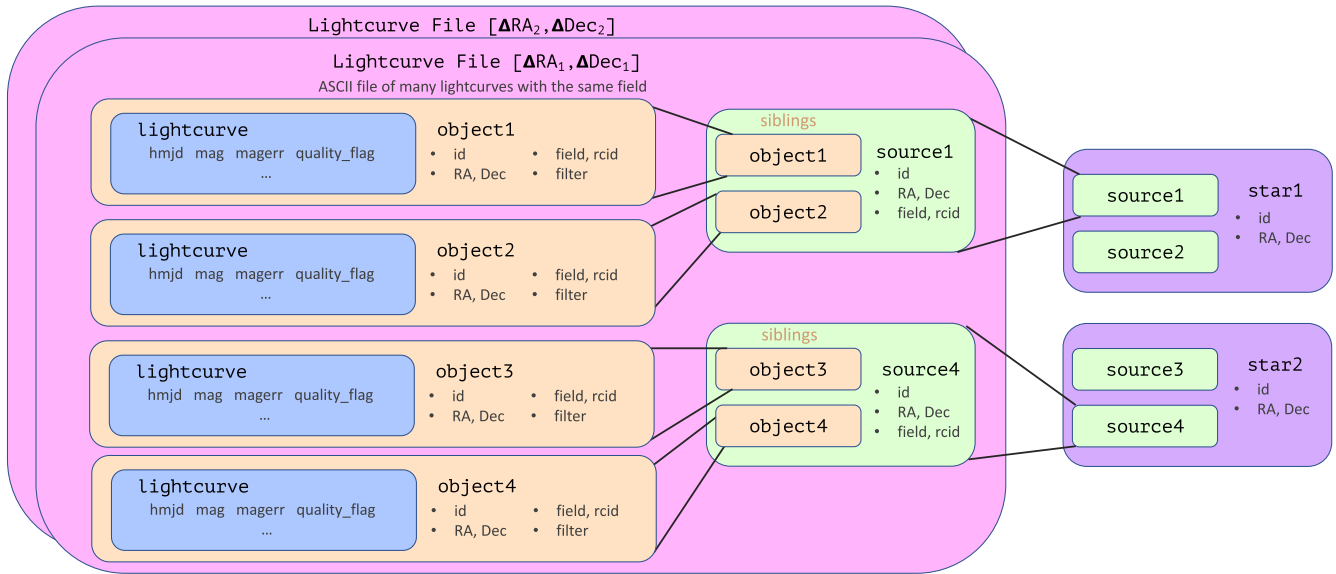 Lightcurve File [ΔRA₂,ΔDec₂]
Lightcurve File [ΔRA₁,ΔDec₁]
ASCII file of many lightcurves with the same field
lightcurve
hmjd mag magerr quality_flag
...
object1
• id • field, rcid
• RA, Dec • filter
lightcurve
hmjd mag magerr quality_flag
...
object2
• id • field, rcid
• RA, Dec • filter
lightcurve
hmjd mag magerr quality_flag
...
object3
• id • field, rcid
• RA, Dec • filter
lightcurve
hmjd mag magerr quality_flag
...
object4
• id • field, rcid
• RA, Dec • filter
siblings
object1
object2
source1
• id
• RA, Dec
• field, rcid
siblings
object3
object4
source4
• id
• RA, Dec
• field, rcid
source1
source2
star1
• id
• RA, Dec
source3
source4
star2
• id
• RA, Dec